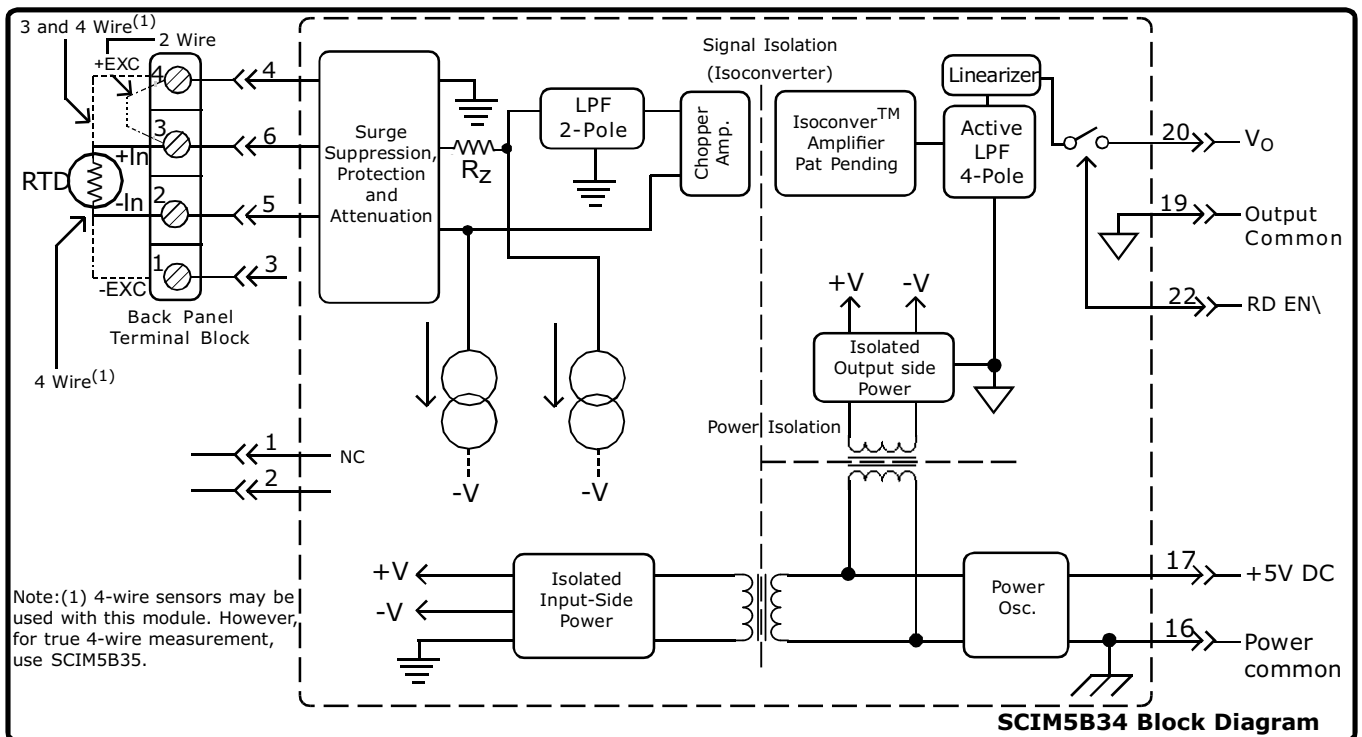 3 and 4 Wire(1)
2 Wire
+EXC
4
4
3
6
+In
RTD
-In
2
5
1
3
-EXC
Back Panel
Terminal Block
4 Wire(1)
1
NC
2
Surge
Suppression,
Protection
and
Attenuation
RZ
LPF
2-Pole
Chopper
Amp.
Signal Isolation
(Isoconverter)
Isoconver™
Amplifier
Pat Pending
Linearizer
Active
LPF
4-Pole
20
VO
19
Output
Common
22
RD EN\
+V
-V
Isolated
Output side
Power
Power Isolation
-V
-V
+V
-V
Isolated
Input-Side
Power
Power
Osc.
17
+5V DC
16
Power
common
Note:(1) 4-wire sensors may be
used with this module. However,
for true 4-wire measurement,
use SCIM5B35.
SCIM5B34 Block Diagram